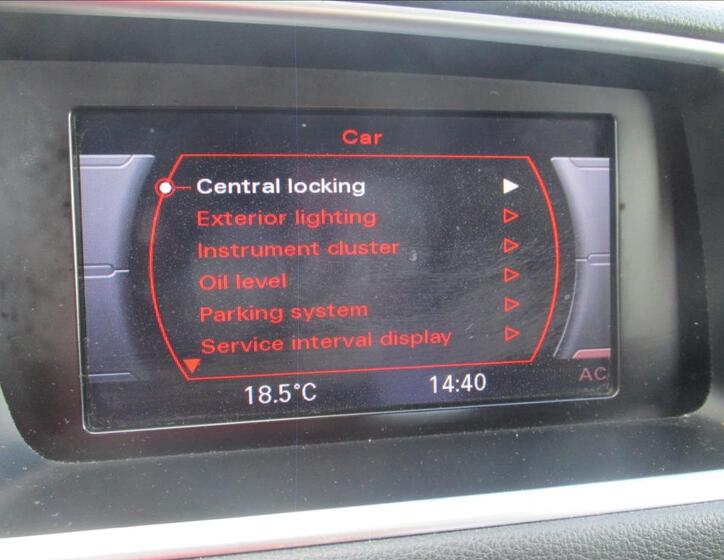 Car
Central locking
Exterior lighting
Instrument cluster
Oil level
Parking system
Service interval display
18.5°C 14:40 AC